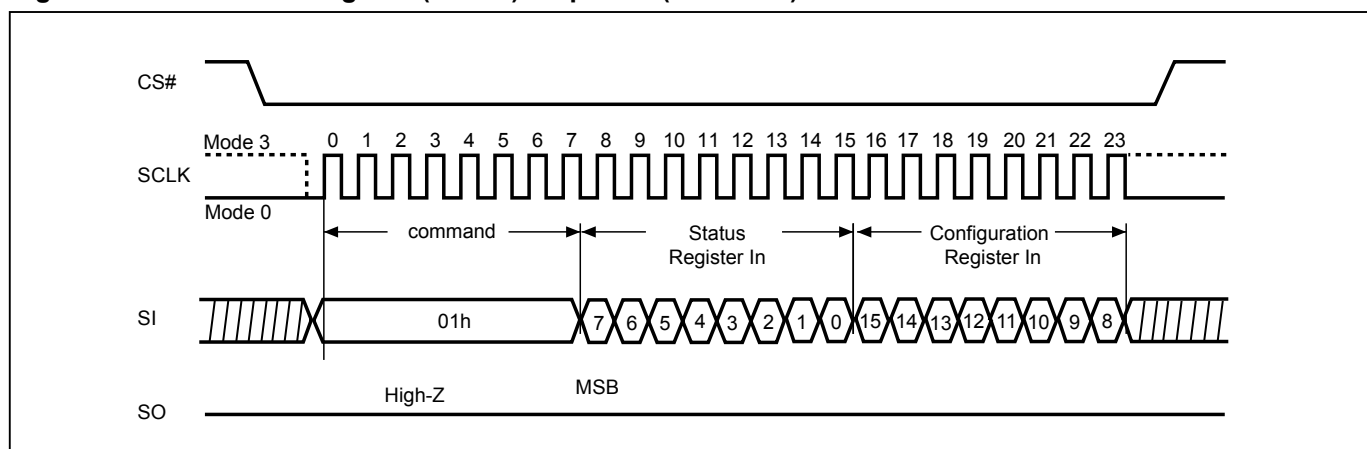 CS#
Mode 3
0 1 2 3 4 5 6 7 8 9 10 11 12 13 14 15 16 17 18 19 20 21 22 23
SCLK
Mode 0
command
Status
Register In
Configuration
Register In
SI
01h
7 6 5 4 3 2 1 0 15 14 13 12 11 10 9 8
High-Z
MSB
SO